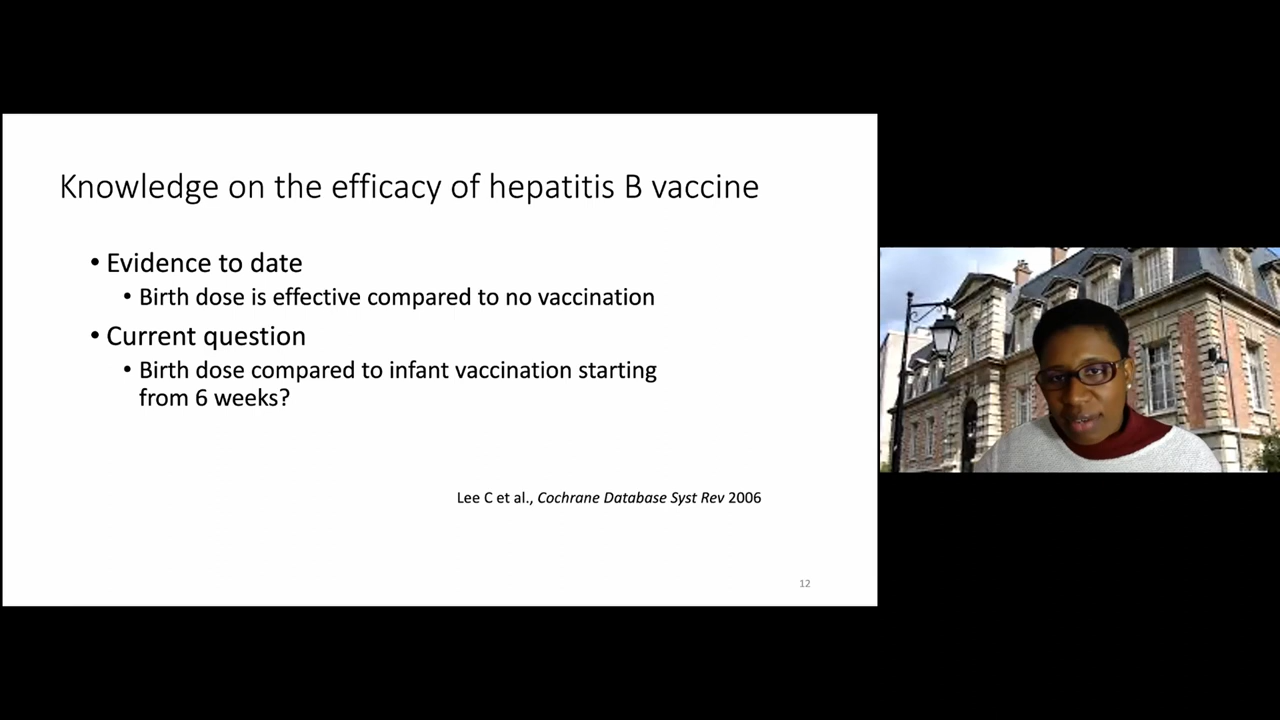 Knowledge on the efficacy of hepatitis B vaccine
• Evidence to date
• Birth dose is effective compared to no vaccination
• Current question
• Birth dose compared to infant vaccination starting
from 6 weeks?
Lee C et al., Cochrane Database Syst Rev 2006
12